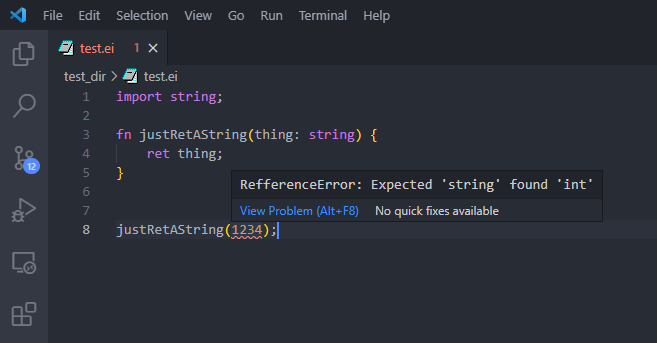 File Edit Selection View Go Run Terminal Help
test.ei 1
test_dir > test.ei
1 import string;
2
3 fn justRetAString(thing: string) {
4 ret thing;
5 }
6
RefferenceError: Expected 'string' found 'int'
7
View Problem (Alt+F8) No quick fixes available
8 justRetAString(1234);
12